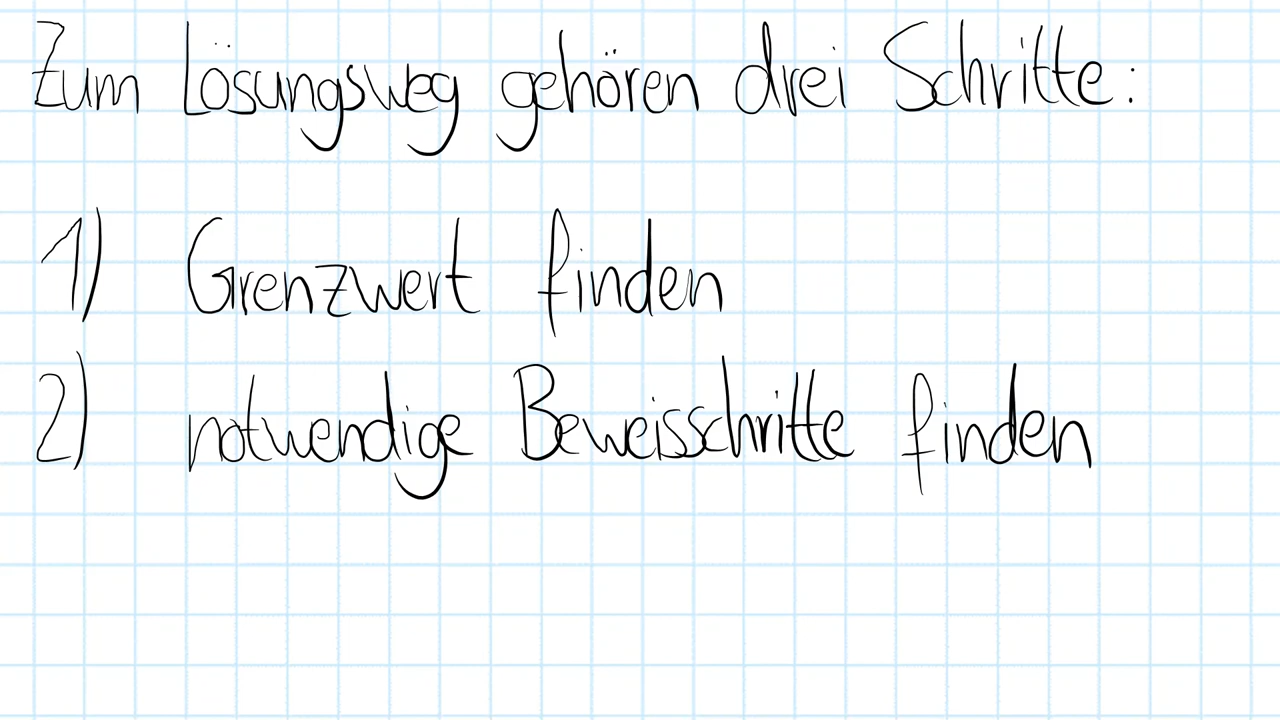 Zum Lösungsweg gehören drei Schritte:
1) Grenzwert finden
2) notwendige Beweisschritte finden